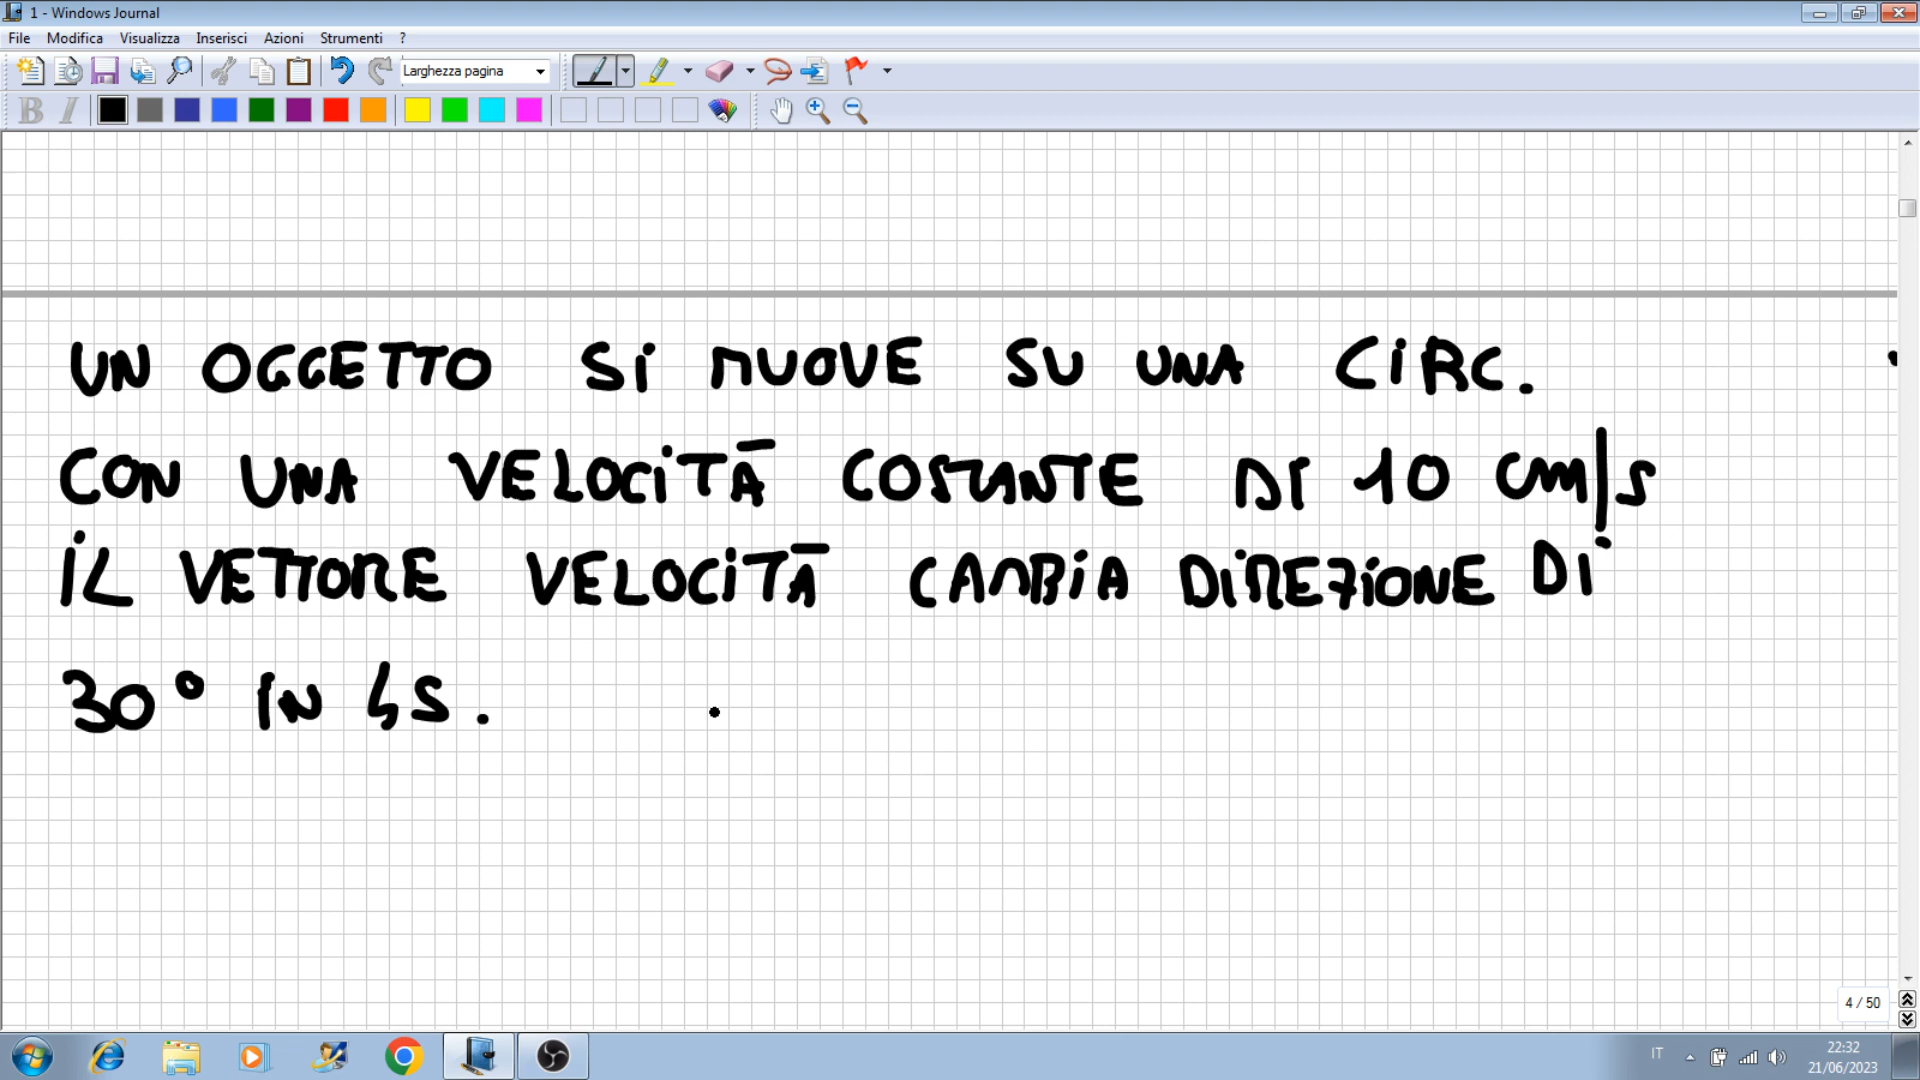 1 - Windows Journal
File Modifica Visualizza Inserisci Azioni Strumenti ?
Larghezza pagina
B I
UN OGGETTO Si MUOVE SU UNA CiRC.
CON UNA VELOCiTÀ COSTANTE DI 10 cm/s
iL VETTORE VELOCiTÀ CAMBiA DiREZiONE Di
30° IN 4S.
4 / 50
IT
22:32
21/06/2023